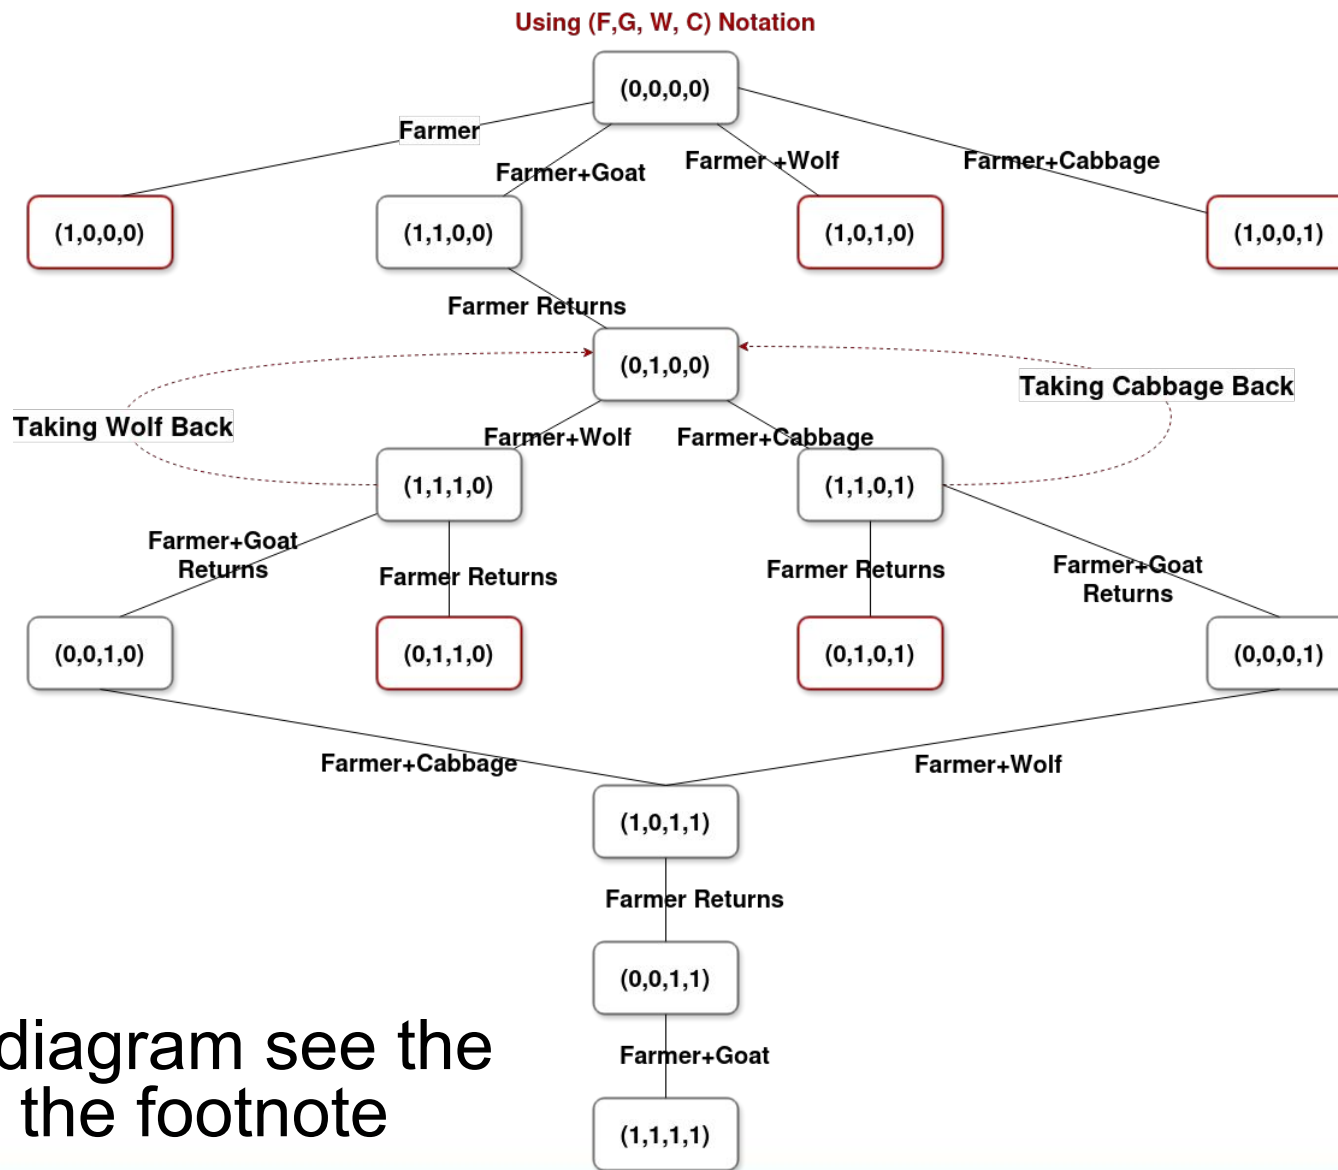 Using (F,G, W, C) Notation
(0,0,0,0)
Farmer
Farmer+Goat
Farmer +Wolf
Farmer+Cabbage
(1,0,0,0)
(1,1,0,0)
(1,0,1,0)
(1,0,0,1)
Farmer Returns
(0,1,0,0)
Taking Wolf Back
Taking Cabbage Back
Farmer+Wolf
Farmer+Cabbage
(1,1,1,0)
(1,1,0,1)
Farmer+Goat
Returns
Farmer Returns
Farmer Returns
Farmer+Goat
Returns
(0,0,1,0)
(0,1,1,0)
(0,1,0,1)
(0,0,0,1)
Farmer+Cabbage
Farmer+Wolf
(1,0,1,1)
Farmer Returns
(0,0,1,1)
Farmer+Goat
(1,1,1,1)
diagram see the
the footnote